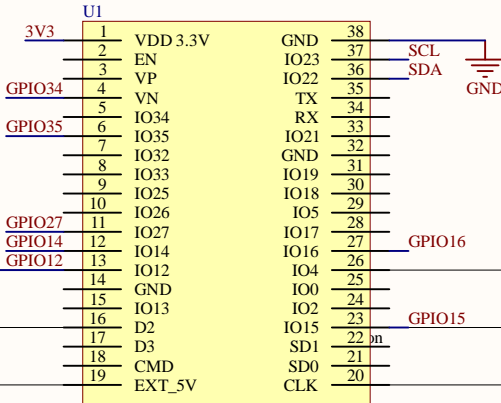 U1
3V3 1 VDD 3.3V GND 38
2 EN IO23 37 SCL
3 VP IO22 36 SDA
GPIO34 4 VN TX 35 GND
5 IO34 RX 34
GPIO35 6 IO35 IO21 33
7 IO32 GND 32
8 IO33 IO19 31
9 IO25 IO18 30
10 IO26 IO5 29
GPIO27 11 IO27 IO17 28
GPIO14 12 IO14 IO16 27 GPIO16
GPIO12 13 IO12 IO4 26
14 GND IO0 25
15 IO13 IO2 24
16 D2 IO15 23 GPIO15
17 D3 SD1 22
18 CMD SD0 21
19 EXT_5V CLK 20